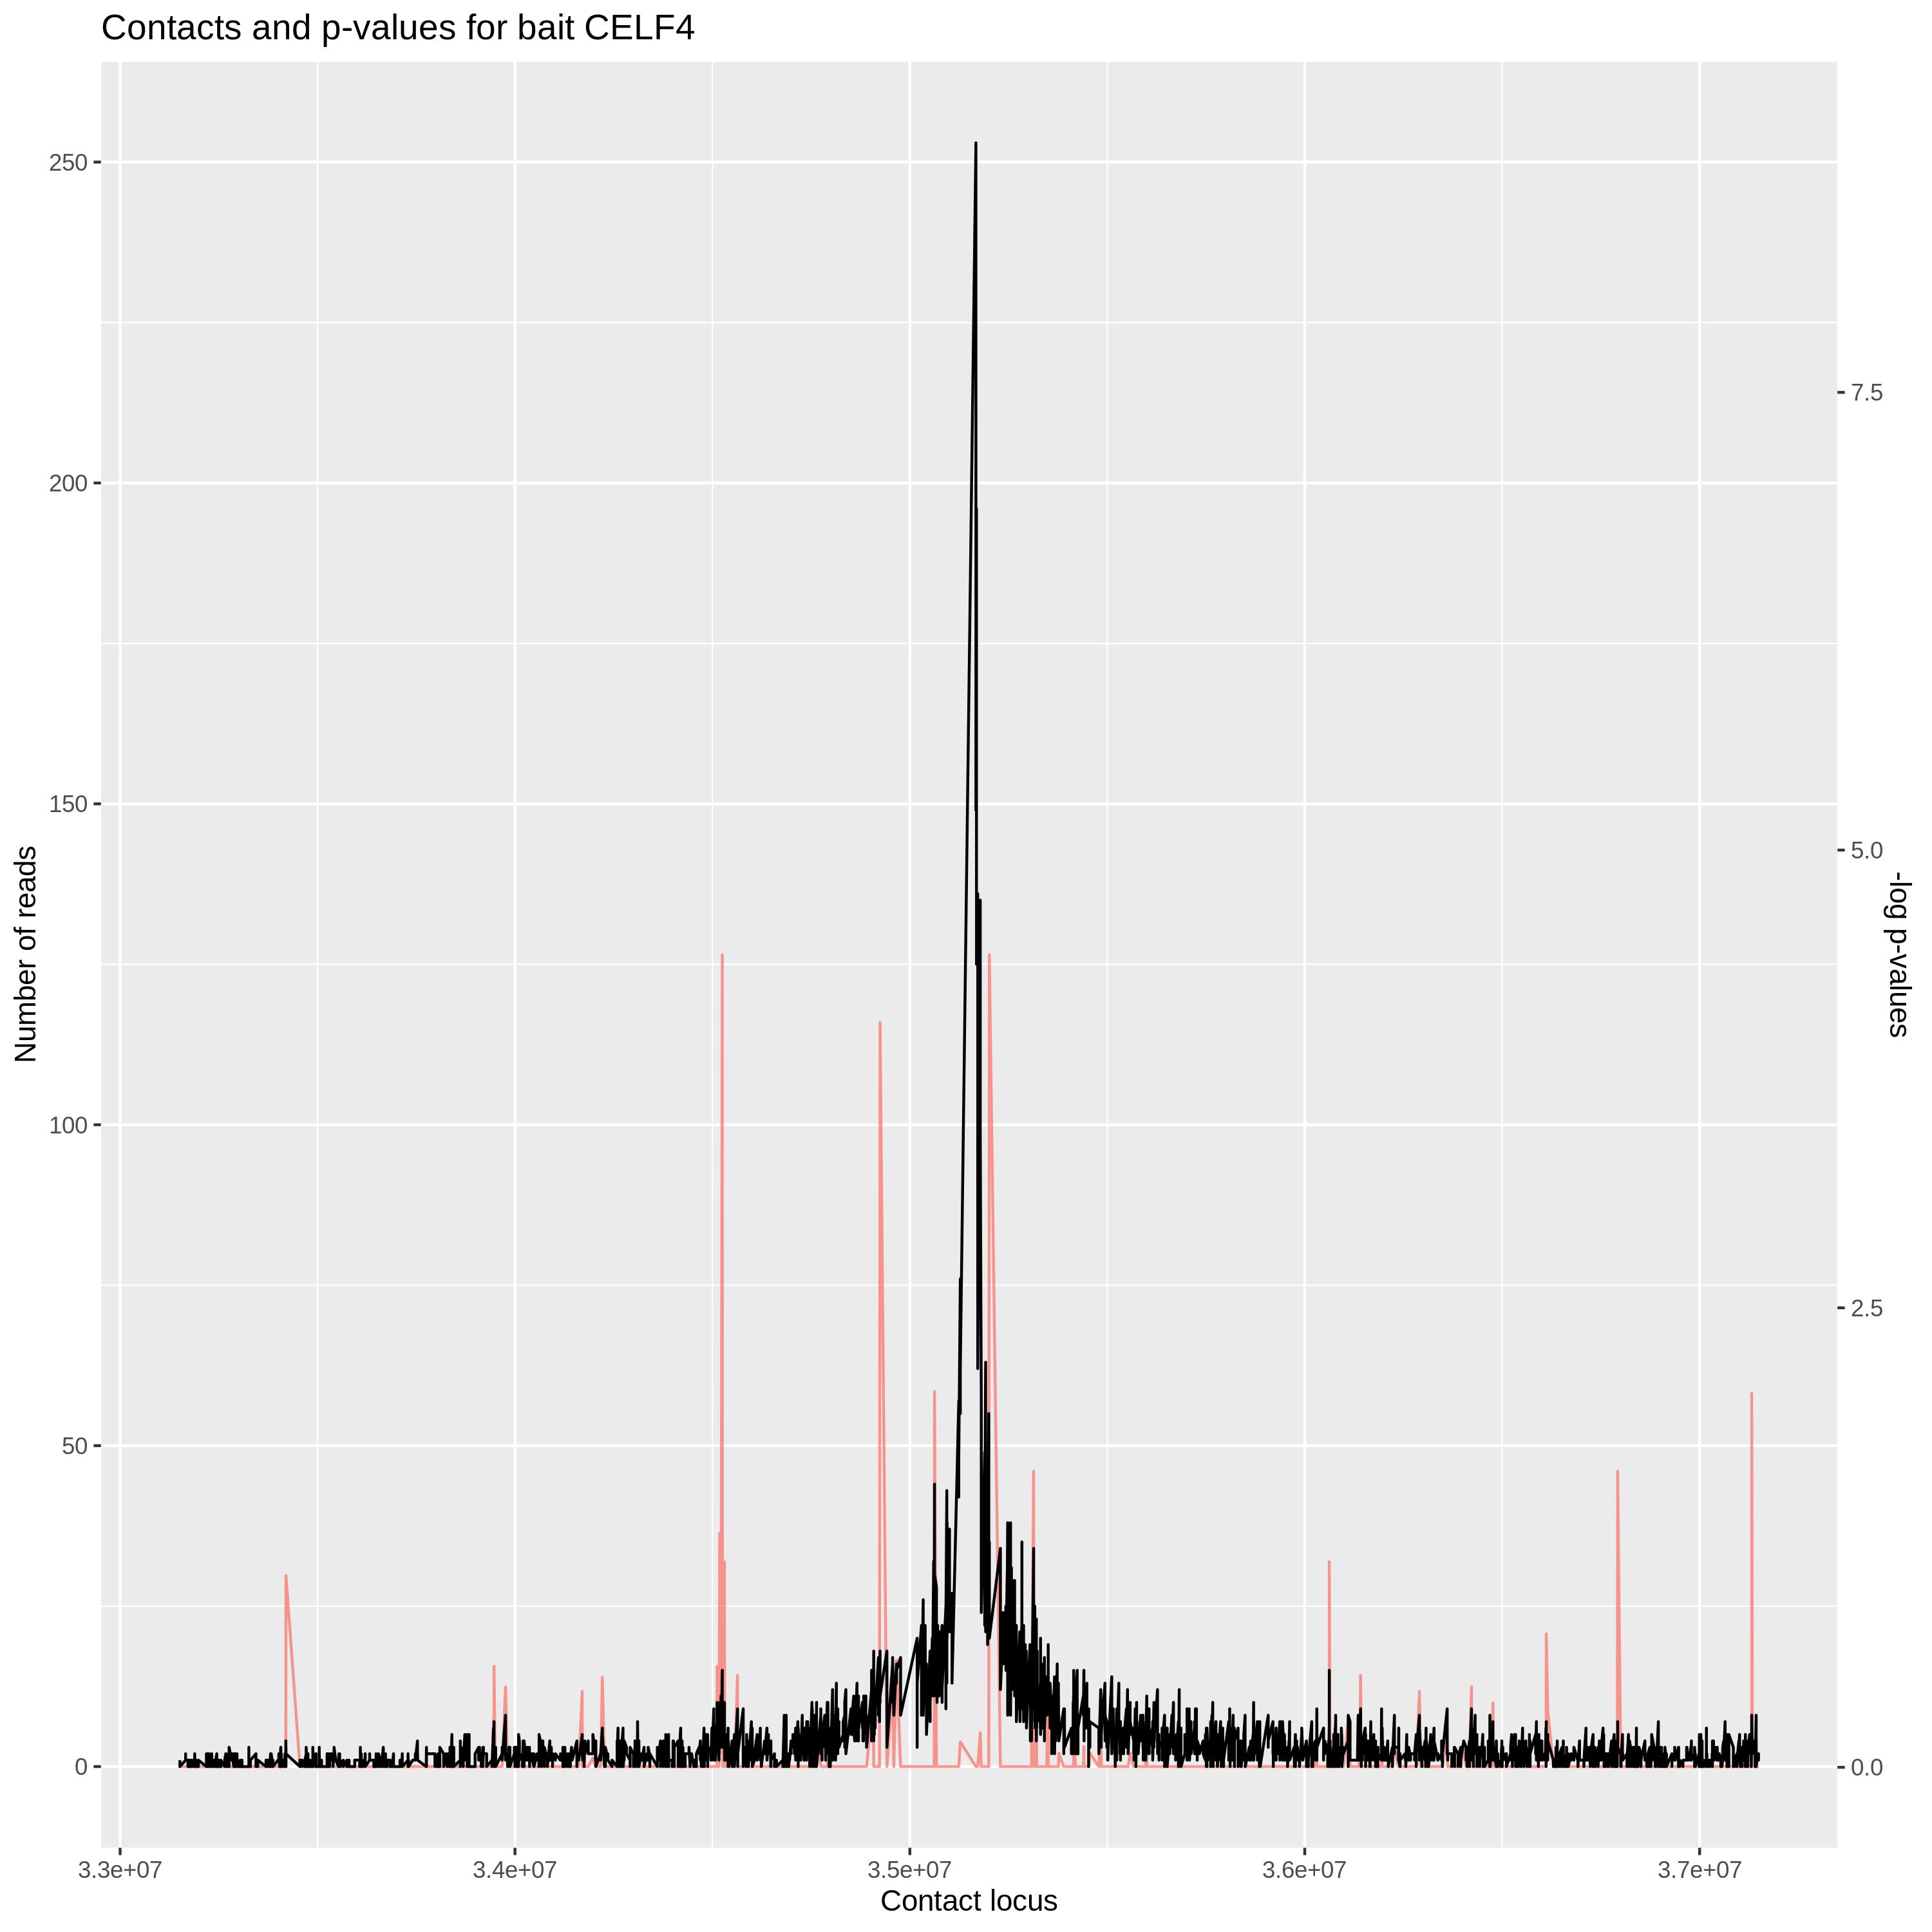 Contacts and p-values for bait CELF4
250
200
150
100
50
0
Number of reads
7.5
5.0
2.5
0.0
-log p-values
3.3e+07 3.4e+07 3.5e+07 3.6e+07 3.7e+07
Contact locus